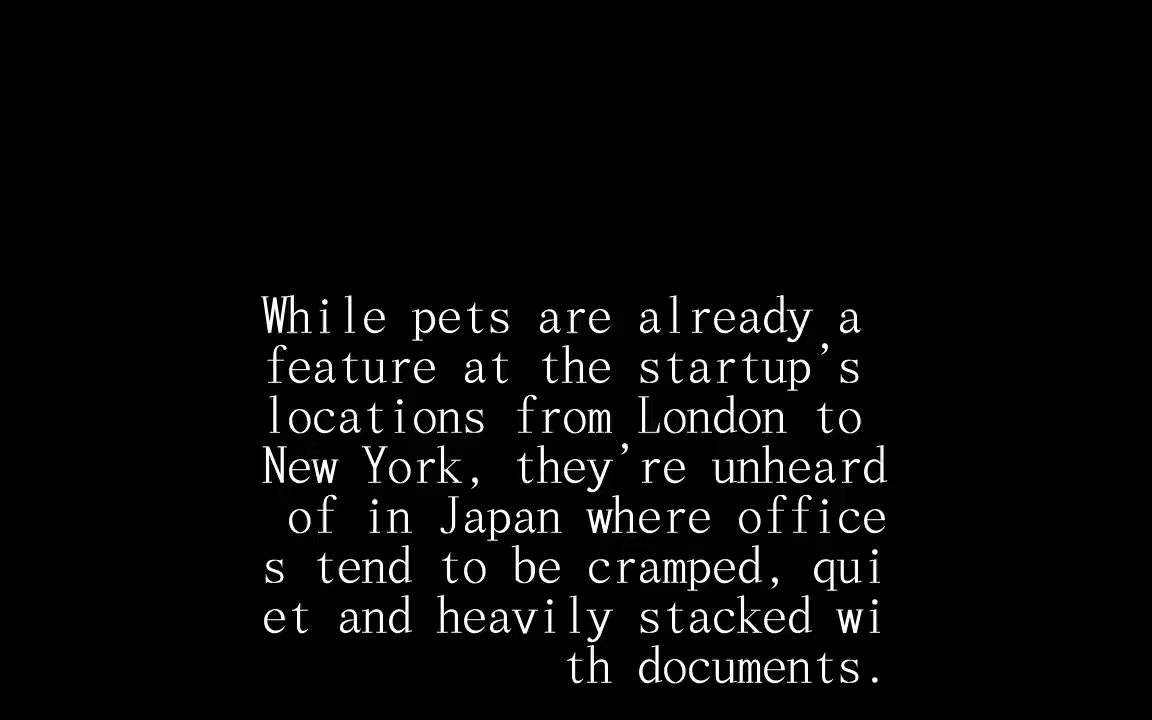 While pets are already a
feature at the startup’s
locations from London to
New York, they’re unheard
of in Japan where office
s tend to be cramped, qui
et and heavily stacked wi
th documents.